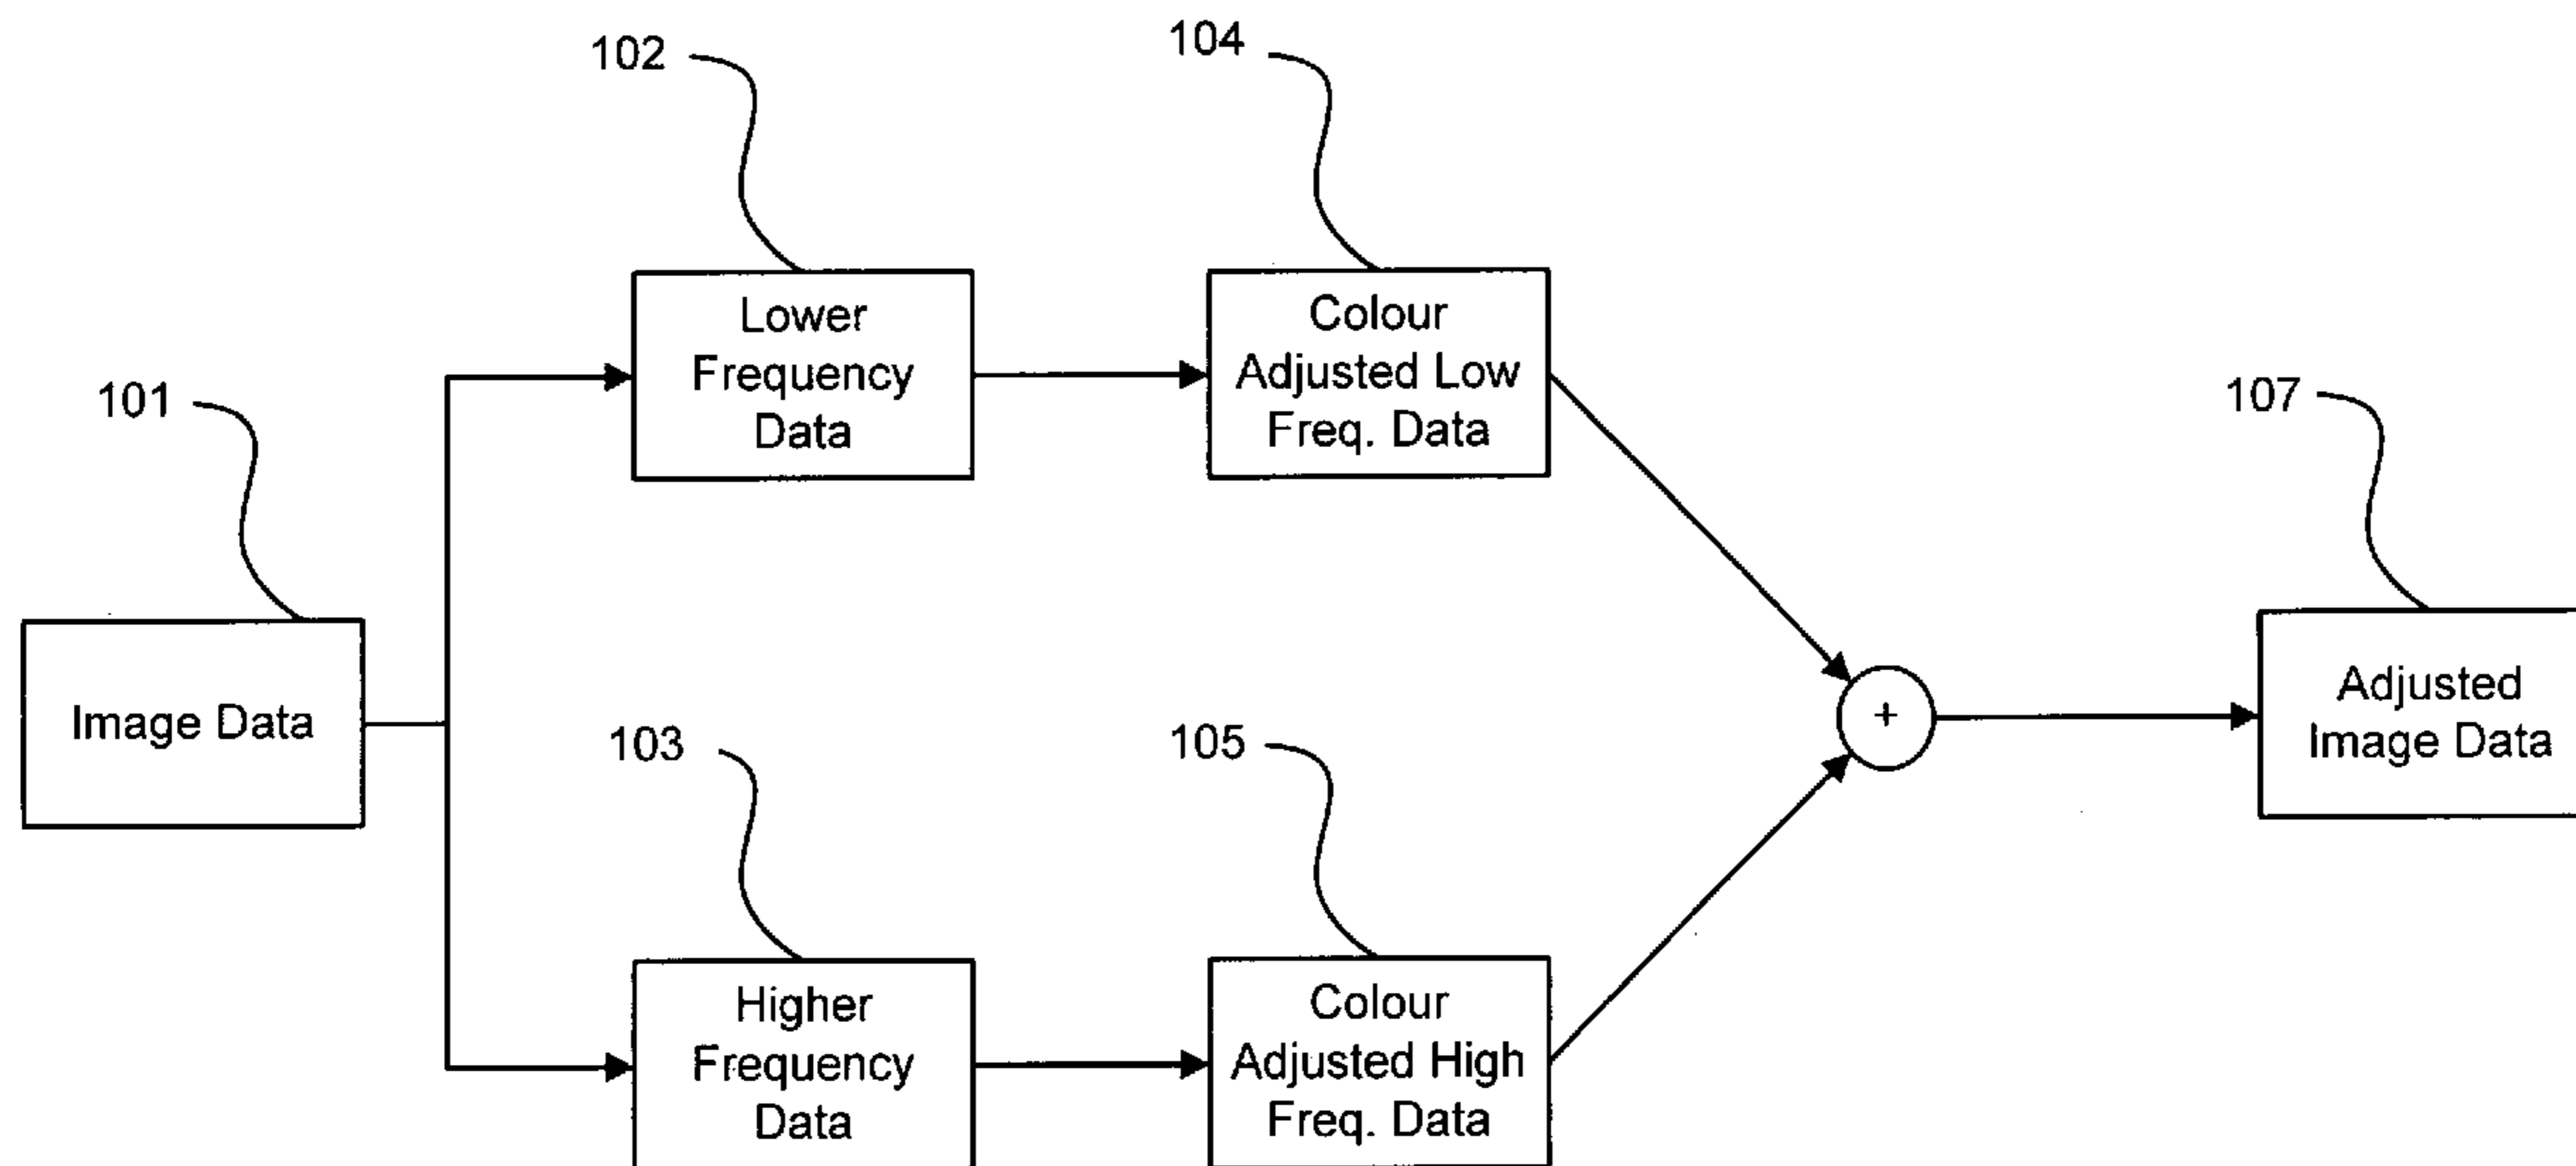 102
104
Lower
Frequency
Data
Colour
Adjusted Low
Freq. Data
101
107
Image Data
Adjusted
Image Data
+
103
105
Higher
Frequency
Data
Colour
Adjusted High
Freq. Data